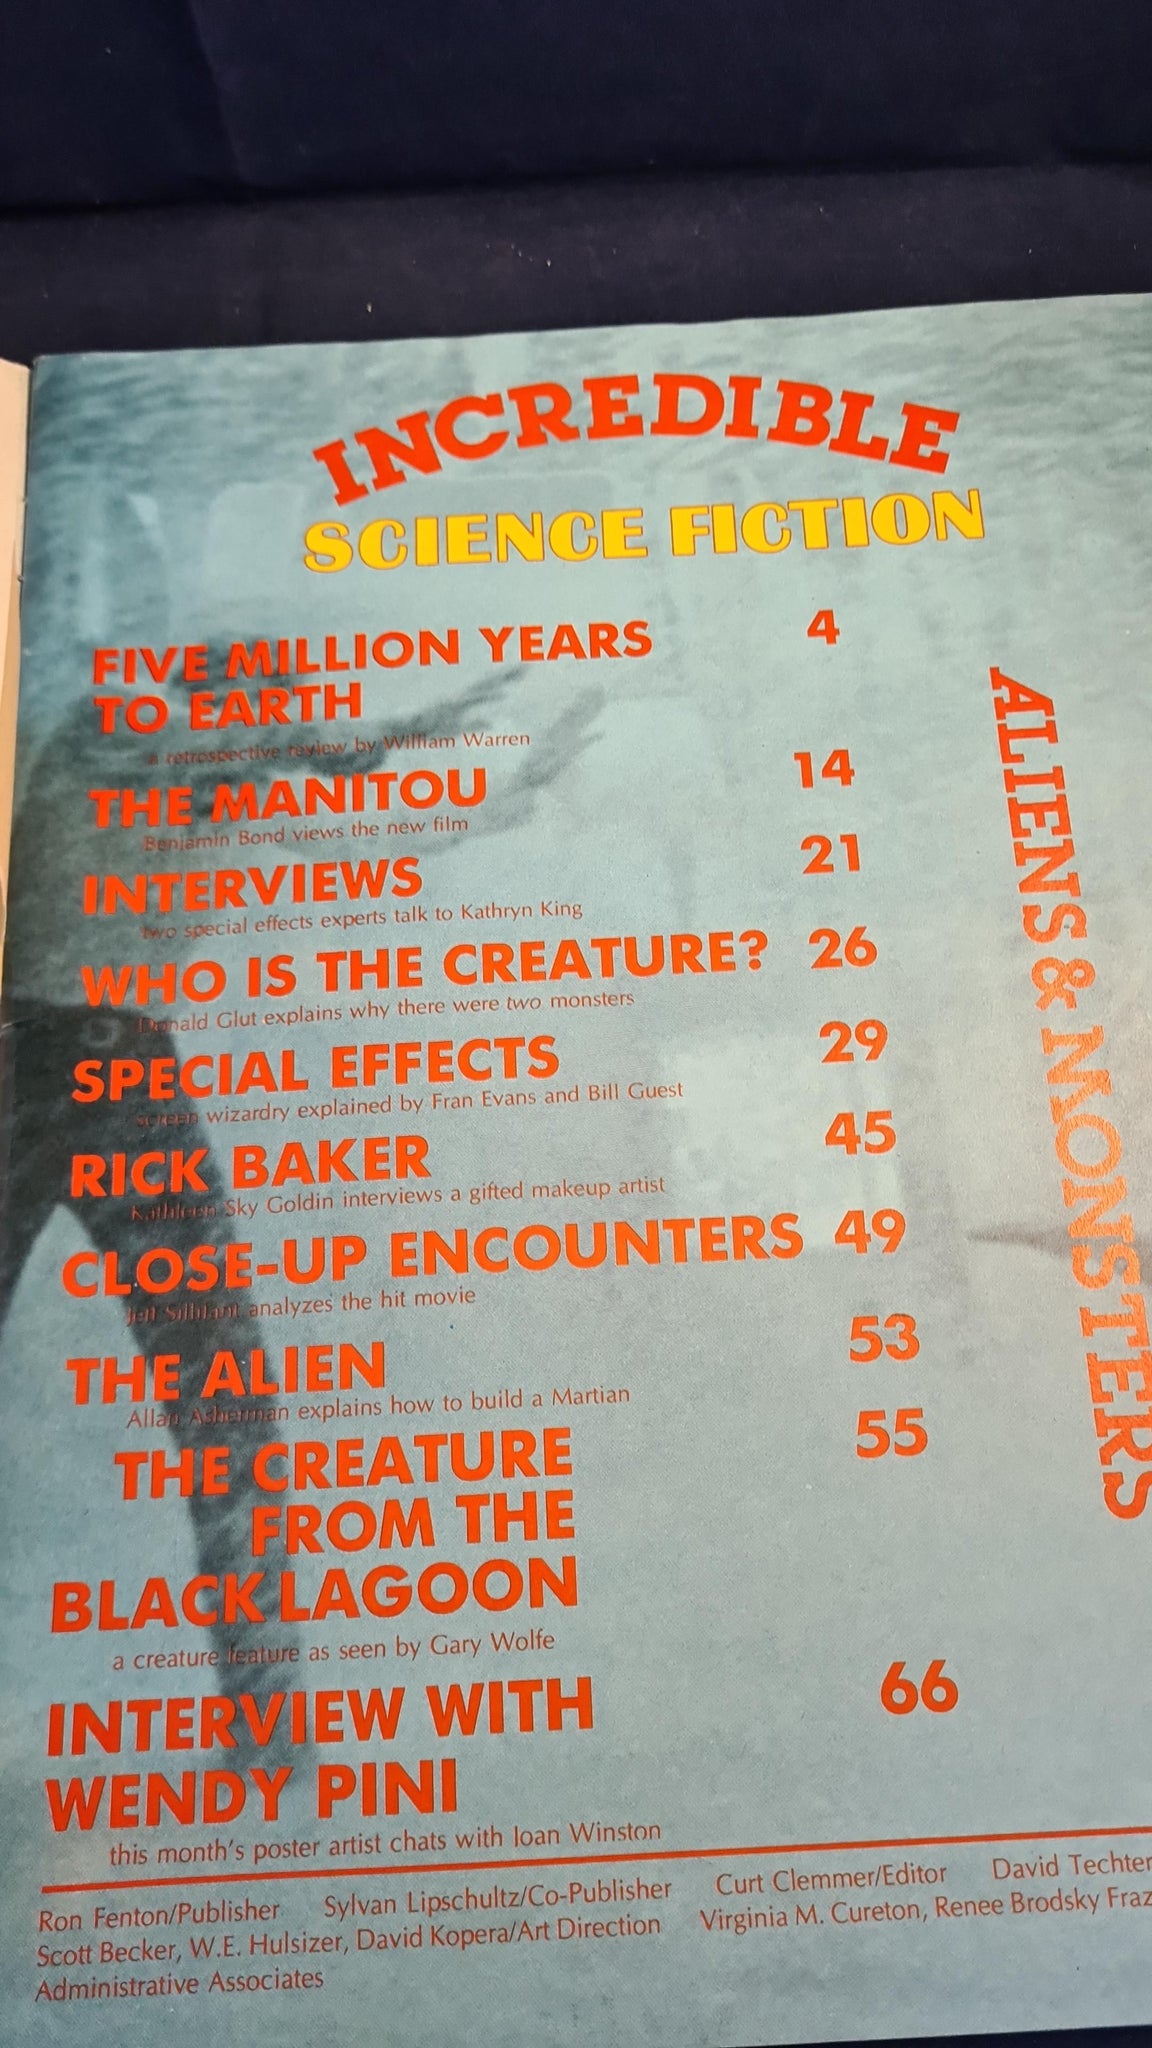 INCREDIBLE
SCIENCE FICTION
FIVE MILLION YEARS 4
TO EARTH
a retrospective review by William Warren
THE MANITOU 14
Benjamin Bond views the new film
INTERVIEWS 21
two special effects experts talk to Kathryn King
WHO IS THE CREATURE? 26
Donald Glut explains why there were two monsters
SPECIAL EFFECTS 29
screen wizardry explained by Fran Evans and Bill Guest
RICK BAKER 45
Kathleen Sky Goldin interviews a gifted makeup artist
CLOSE-UP ENCOUNTERS 49
Jeff Sillifant analyzes the hit movie
THE ALIEN 53
Allan Asherman explains how to build a Martian
THE CREATURE 55
FROM THE
BLACK LAGOON
a creature feature as seen by Gary Wolfe
INTERVIEW WITH 66
WENDY PINI
this month's poster artist chats with Joan Winston
ALIENS & MONSTERS
Ron Fenton/Publisher Sylvan Lipschultz/Co-Publisher Curt Clemmer/Editor David Techter
Scott Becker, W.E. Hulsizer, David Kopera/Art Direction Virginia M. Cureton, Renee Brodsky Fraz
Administrative Associates